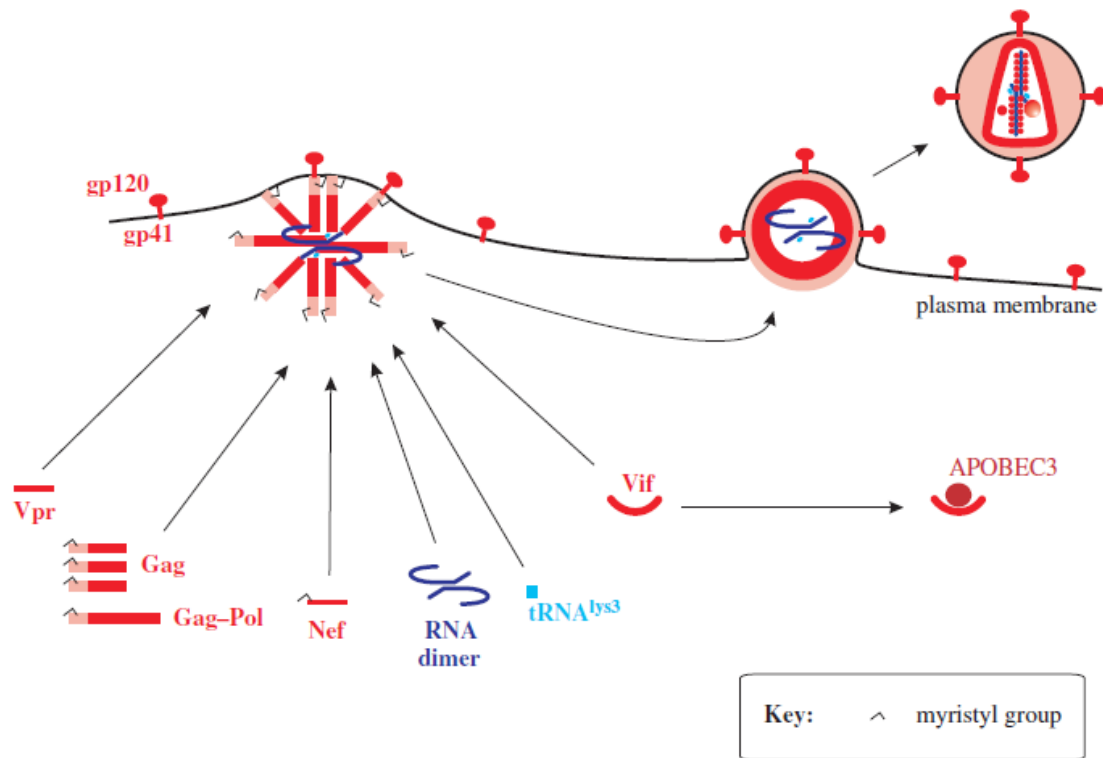 gp120
gp41
plasma membrane
Vpr
Gag
Gag–Pol
Nef
RNA
dimer
tRNAlys3
Vif
APOBEC3
Key: myristyl group